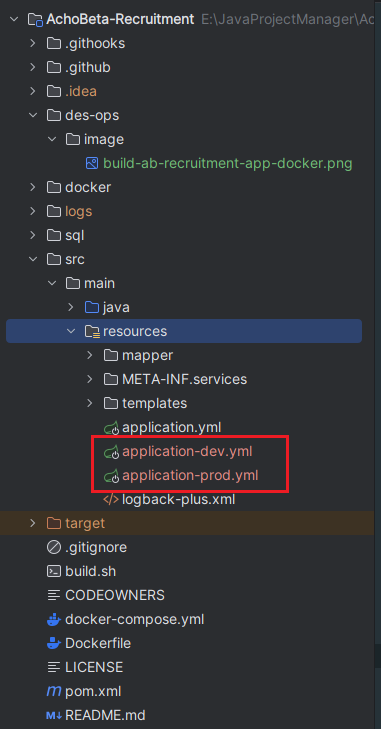 AchoBeta-Recruitment E:\JavaProjectManager\Ac
.githooks
.github
.idea
des-ops
image
build-ab-recruitment-app-docker.png
docker
logs
sql
src
main
java
resources
mapper
META-INF.services
templates
application.yml
application-dev.yml
application-prod.yml
logback-plus.xml
target
.gitignore
build.sh
CODEOWNERS
docker-compose.yml
Dockerfile
LICENSE
pom.xml
README.md